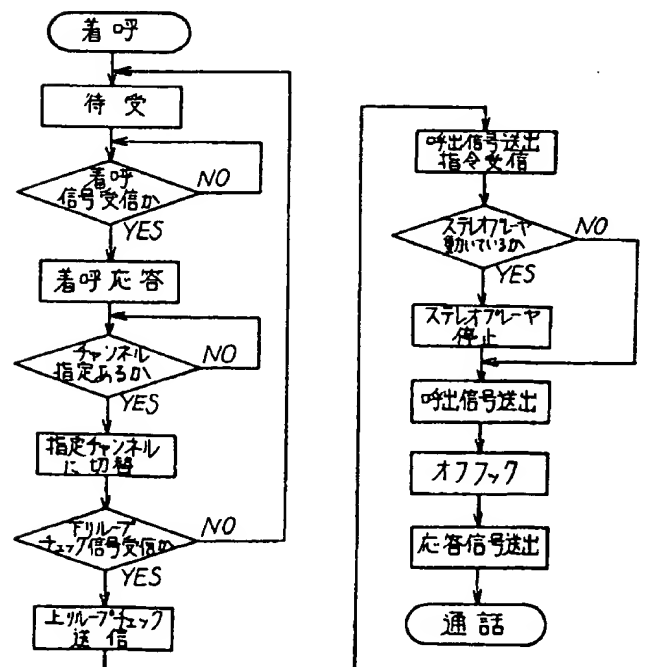 着呼
待受
着呼
信号受信か
NO
YES
着呼応答
チャンネル
指定あるか
NO
YES
指定チャンネル
に切替
下りループ
チェック信号受信か
NO
YES
上りループチェック
送信
呼出信号送出
指令受信
ステレオプレーヤ
動いているか
NO
YES
ステレオプレーヤ
停止
呼出信号送出
オフフック
応答信号送出
通話